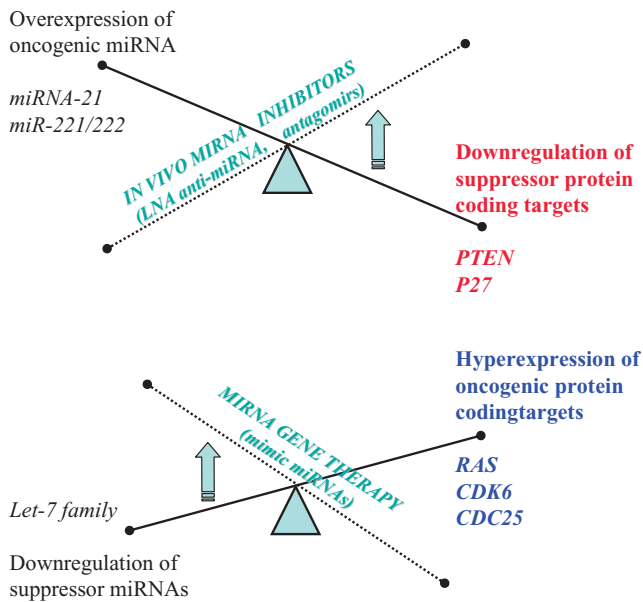 Overexpression of
oncogenic miRNA
miRNA-21
miR-221/222
IN VIVO MIRNA INHIBITORS
(LNA anti-miRNA, antagomirs)
Downregulation of
suppressor protein
coding targets
PTEN
P27
Hyperexpression of
oncogenic protein
codingtargets
MIRNA GENE THERAPY
(mimic miRNAs)
RAS
CDK6
CDC25
Let-7 family
Downregulation of
suppressor miRNAs